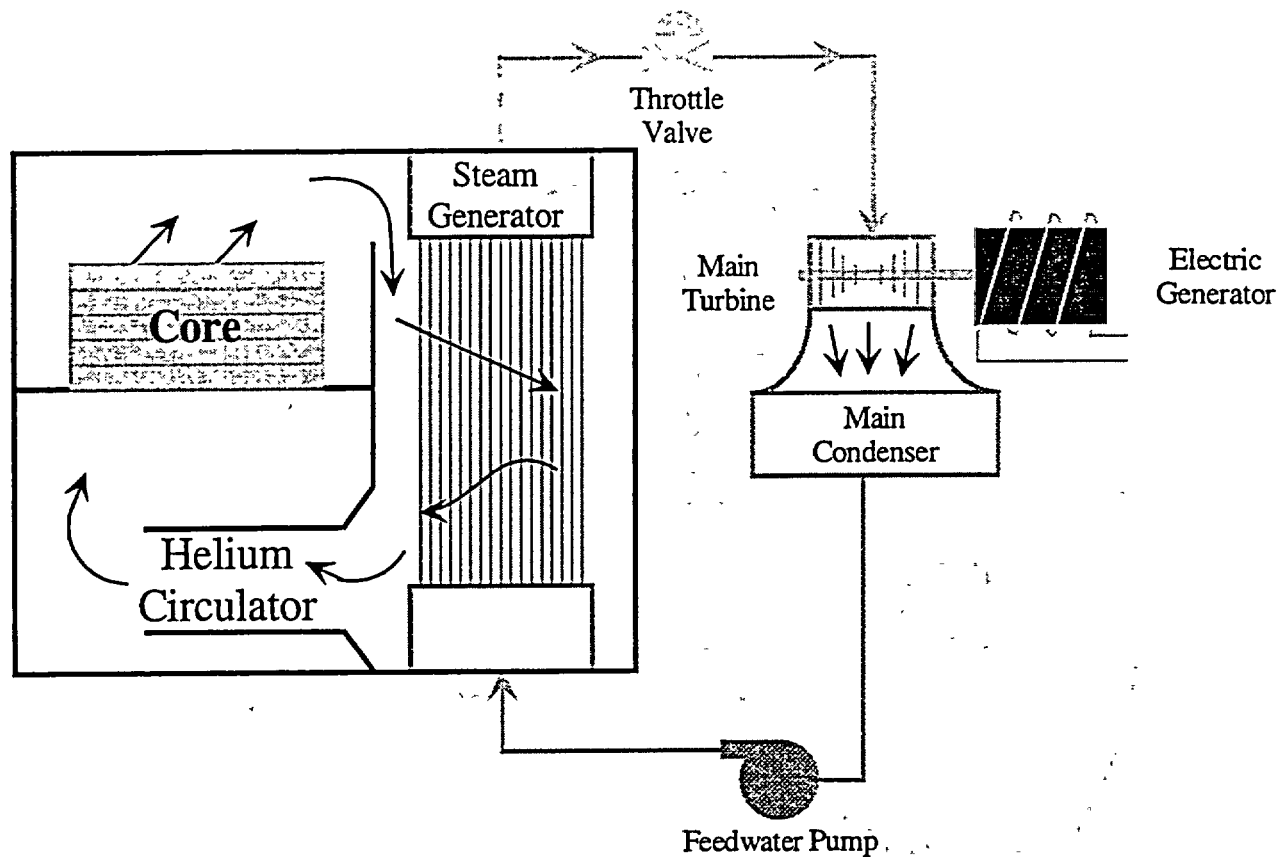 Throttle
Valve
Steam
Generator
Core
Main
Turbine
Electric
Generator
Main
Condenser
Helium
Circulator
Feedwater Pump